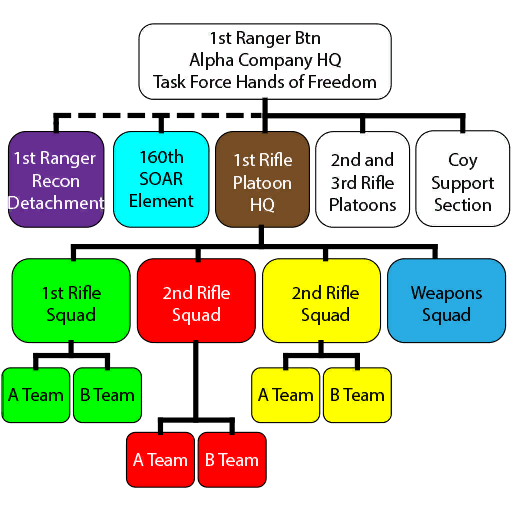 1st Ranger Btn
Alpha Company HQ
Task Force Hands of Freedom
1st Ranger
Recon
Detachment
160th
SOAR
Element
1st Rifle
Platoon
HQ
2nd and
3rd Rifle
Platoons
Coy
Support
Section
1st Rifle
Squad
2nd Rifle
Squad
2nd Rifle
Squad
Weapons
Squad
A Team
B Team
A Team
B Team
A Team
B Team